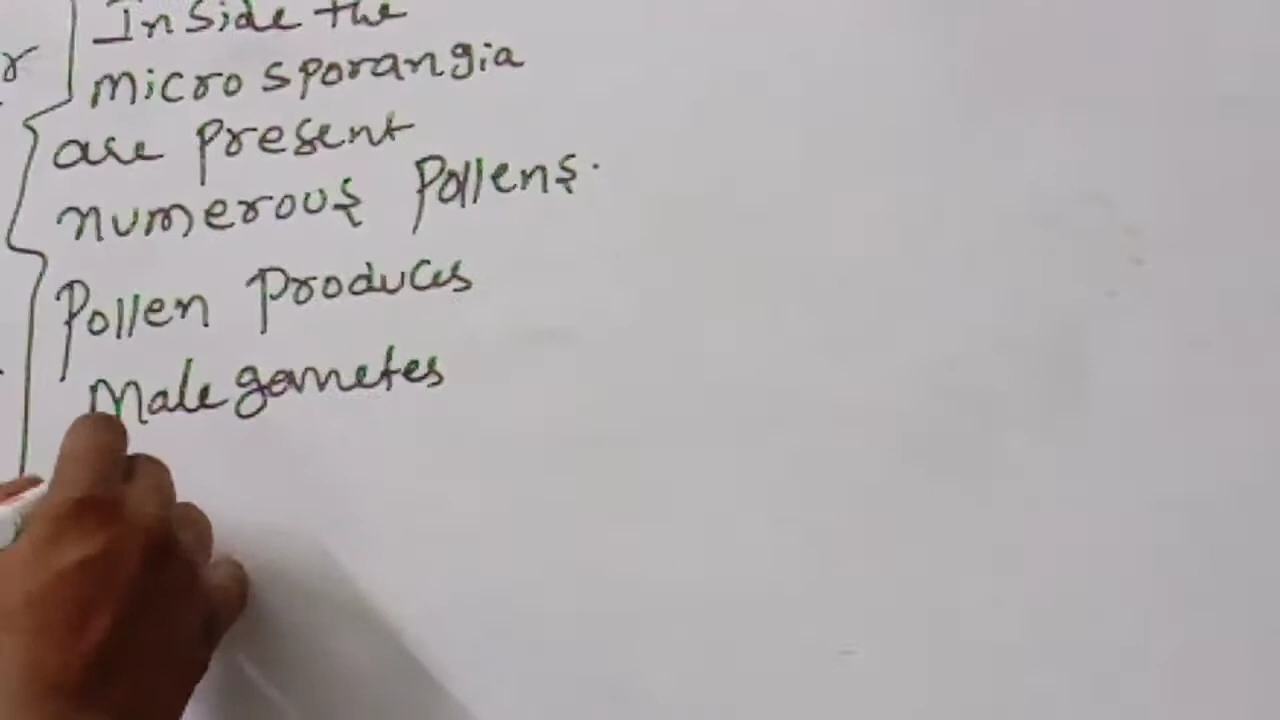 Inside the
microsporangia
are present
numerous Pollens.
Pollen Produces
Male gametes